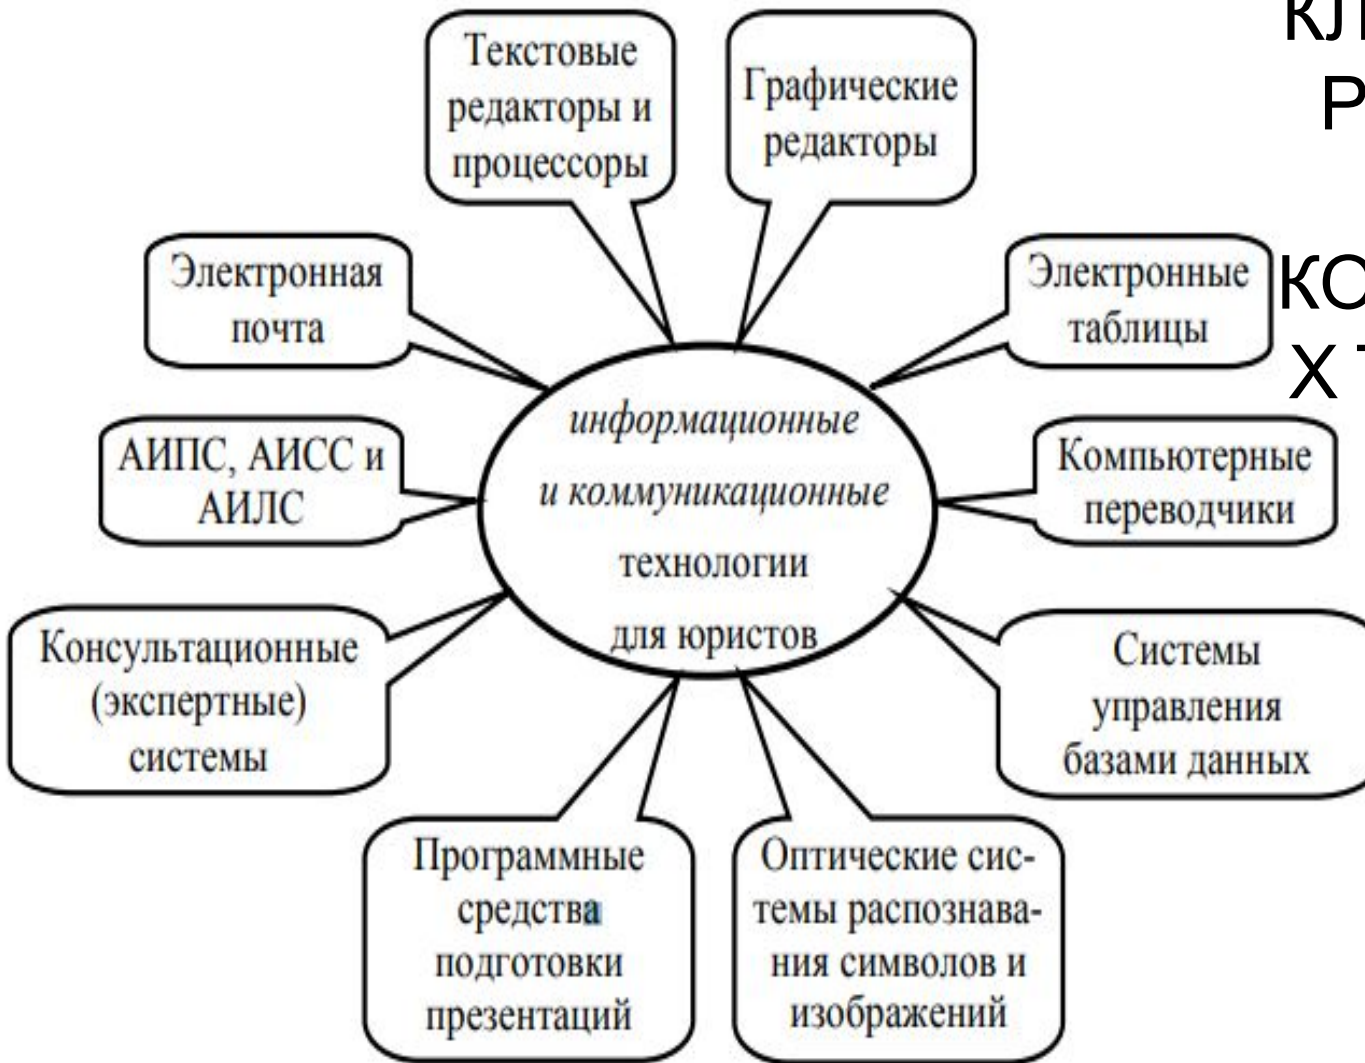 Текстовые
редакторы и
процессоры
Графические
редакторы
Электронная
почта
Электронные
таблицы
АИПС, АИСС и
АИЛС
информационные
и коммуникационные
технологии
для юристов
Компьютерные
переводчики
Консультационные
(экспертные)
системы
Системы
управления
базами данных
Программные
средства
подготовки
презентаций
Оптические сис-
темы распознава-
ния символов и
изображений